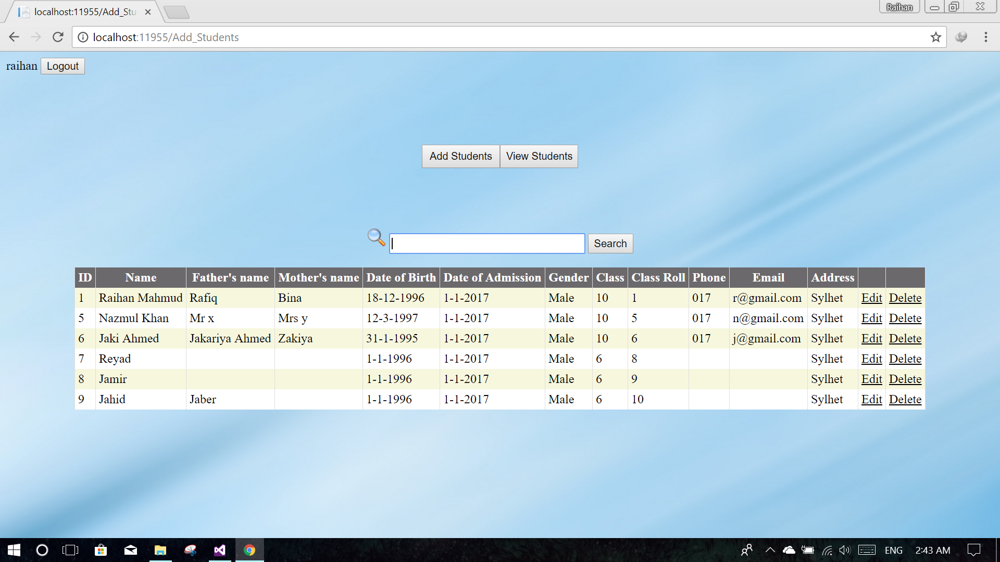 localhost:11955/Add_Stu
Raihan
localhost:11955/Add_Students
raihan Logout
Add Students View Students
Search
ID Name Father's name Mother's name Date of Birth Date of Admission Gender Class Class Roll Phone Email Address
1 Raihan Mahmud Rafiq Bina 18-12-1996 1-1-2017 Male 10 1 017 r@gmail.com Sylhet Edit Delete
5 Nazmul Khan Mr x Mrs y 12-3-1997 1-1-2017 Male 10 5 017 n@gmail.com Sylhet Edit Delete
6 Jaki Ahmed Jakariya Ahmed Zakiya 31-1-1995 1-1-2017 Male 10 6 017 j@gmail.com Sylhet Edit Delete
7 Reyad 1-1-1996 1-1-2017 Male 6 8 Sylhet Edit Delete
8 Jamir 1-1-1996 1-1-2017 Male 6 9 Sylhet Edit Delete
9 Jahid Jaber 1-1-1996 1-1-2017 Male 6 10 Sylhet Edit Delete
ENG 2:43 AM